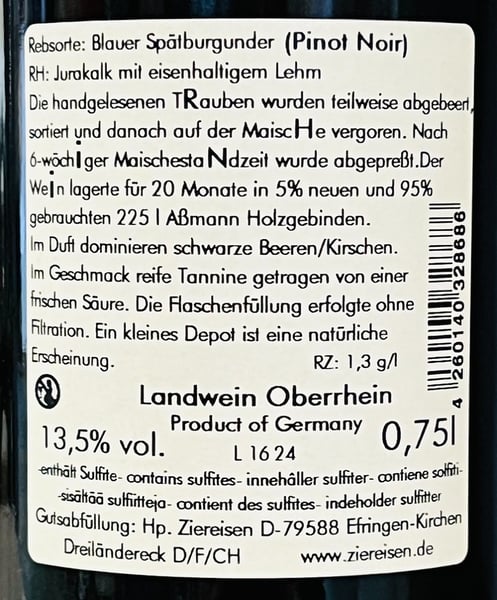 Rebsorte: Blauer Spätburgunder (Pinot Noir)
RH: Jurakalk mit eisenhaltigem Lehm
Die handgelesenen TRauben wurden teilweise abgebeert,
sortiert und danach auf der MaiscHe vergoren. Nach
6-wöchIger MaischestaNdzeit wurde abgepreßt.Der
WeIn lagerte für 20 Monate in 5% neuen und 95%
gebrauchten 225 l Aßmann Holzgebinden.
Im Duft dominieren schwarze Beeren/Kirschen.
Im Geschmack reife Tannine getragen von einer
frischen Säure. Die Flaschenfüllung erfolgte ohne
Filtration. Ein kleines Depot ist eine natürliche
Erscheinung. RZ: 1,3 g/l
4 260140 328686
Landwein Oberrhein
Product of Germany
13,5% vol. L 16 24 0,75l
-enthält Sulfite- contains sulfites- innehåller sulfiter- contiene solfiti-
-sisältää sulfiitteja- contient des sulfites- indeholder sulfitter
Gutsabfüllung: Hp. Ziereisen D-79588 Efringen-Kirchen
Dreiländereck D/F/CH www.ziereisen.de